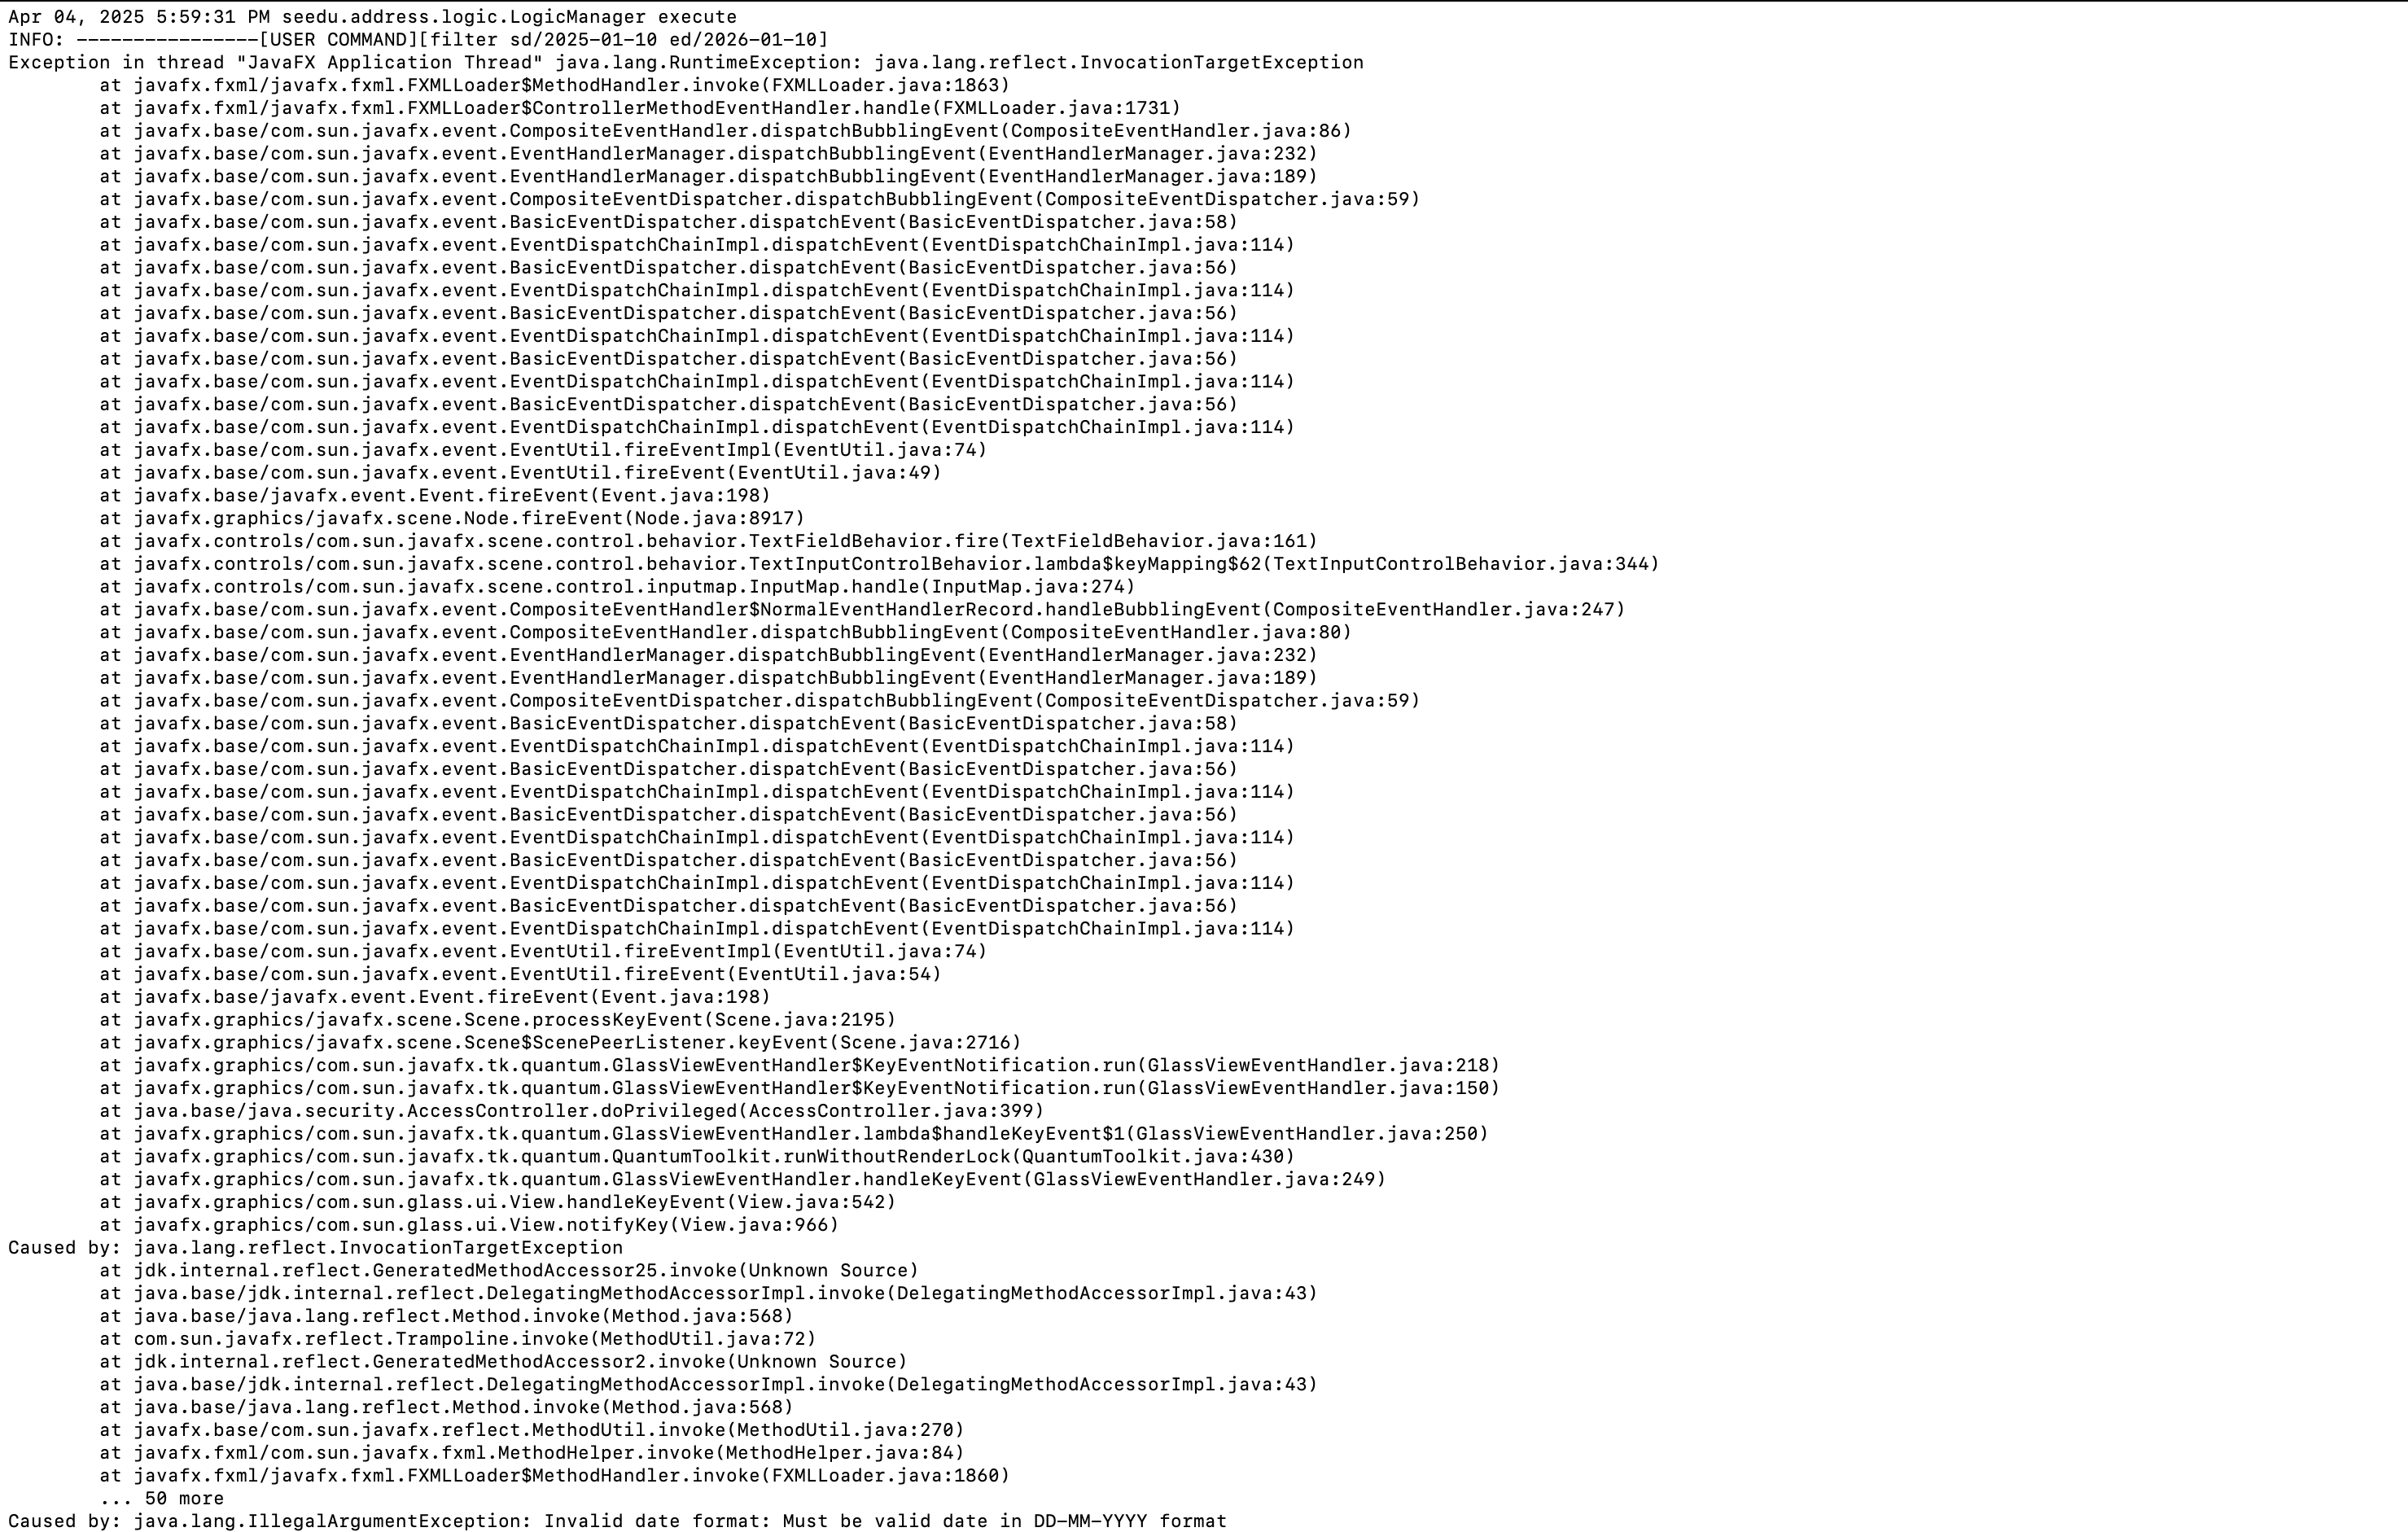 Apr 04, 2025 5:59:31 PM seedu.address.logic.LogicManager execute
INFO: ----------------[USER COMMAND][filter sd/2025-01-10 ed/2026-01-10]
Exception in thread "JavaFX Application Thread" java.lang.RuntimeException: java.lang.reflect.InvocationTargetException
	at javafx.fxml/javafx.fxml.FXMLLoader$MethodHandler.invoke(FXMLLoader.java:1863)
	at javafx.fxml/javafx.fxml.FXMLLoader$ControllerMethodEventHandler.handle(FXMLLoader.java:1731)
	at javafx.base/com.sun.javafx.event.CompositeEventHandler.dispatchBubblingEvent(CompositeEventHandler.java:86)
	at javafx.base/com.sun.javafx.event.EventHandlerManager.dispatchBubblingEvent(EventHandlerManager.java:232)
	at javafx.base/com.sun.javafx.event.EventHandlerManager.dispatchBubblingEvent(EventHandlerManager.java:189)
	at javafx.base/com.sun.javafx.event.CompositeEventDispatcher.dispatchBubblingEvent(CompositeEventDispatcher.java:59)
	at javafx.base/com.sun.javafx.event.BasicEventDispatcher.dispatchEvent(BasicEventDispatcher.java:58)
	at javafx.base/com.sun.javafx.event.EventDispatchChainImpl.dispatchEvent(EventDispatchChainImpl.java:114)
	at javafx.base/com.sun.javafx.event.BasicEventDispatcher.dispatchEvent(BasicEventDispatcher.java:56)
	at javafx.base/com.sun.javafx.event.EventDispatchChainImpl.dispatchEvent(EventDispatchChainImpl.java:114)
	at javafx.base/com.sun.javafx.event.BasicEventDispatcher.dispatchEvent(BasicEventDispatcher.java:56)
	at javafx.base/com.sun.javafx.event.EventDispatchChainImpl.dispatchEvent(EventDispatchChainImpl.java:114)
	at javafx.base/com.sun.javafx.event.BasicEventDispatcher.dispatchEvent(BasicEventDispatcher.java:56)
	at javafx.base/com.sun.javafx.event.EventDispatchChainImpl.dispatchEvent(EventDispatchChainImpl.java:114)
	at javafx.base/com.sun.javafx.event.BasicEventDispatcher.dispatchEvent(BasicEventDispatcher.java:56)
	at javafx.base/com.sun.javafx.event.EventDispatchChainImpl.dispatchEvent(EventDispatchChainImpl.java:114)
	at javafx.base/com.sun.javafx.event.EventUtil.fireEventImpl(EventUtil.java:74)
	at javafx.base/com.sun.javafx.event.EventUtil.fireEvent(EventUtil.java:49)
	at javafx.base/javafx.event.Event.fireEvent(Event.java:198)
	at javafx.graphics/javafx.scene.Node.fireEvent(Node.java:8917)
	at javafx.controls/com.sun.javafx.scene.control.behavior.TextFieldBehavior.fire(TextFieldBehavior.java:161)
	at javafx.controls/com.sun.javafx.scene.control.behavior.TextInputControlBehavior.lambda$keyMapping$62(TextInputControlBehavior.java:344)
	at javafx.controls/com.sun.javafx.scene.control.inputmap.InputMap.handle(InputMap.java:274)
	at javafx.base/com.sun.javafx.event.CompositeEventHandler$NormalEventHandlerRecord.handleBubblingEvent(CompositeEventHandler.java:247)
	at javafx.base/com.sun.javafx.event.CompositeEventHandler.dispatchBubblingEvent(CompositeEventHandler.java:80)
	at javafx.base/com.sun.javafx.event.EventHandlerManager.dispatchBubblingEvent(EventHandlerManager.java:232)
	at javafx.base/com.sun.javafx.event.EventHandlerManager.dispatchBubblingEvent(EventHandlerManager.java:189)
	at javafx.base/com.sun.javafx.event.CompositeEventDispatcher.dispatchBubblingEvent(CompositeEventDispatcher.java:59)
	at javafx.base/com.sun.javafx.event.BasicEventDispatcher.dispatchEvent(BasicEventDispatcher.java:58)
	at javafx.base/com.sun.javafx.event.EventDispatchChainImpl.dispatchEvent(EventDispatchChainImpl.java:114)
	at javafx.base/com.sun.javafx.event.BasicEventDispatcher.dispatchEvent(BasicEventDispatcher.java:56)
	at javafx.base/com.sun.javafx.event.EventDispatchChainImpl.dispatchEvent(EventDispatchChainImpl.java:114)
	at javafx.base/com.sun.javafx.event.BasicEventDispatcher.dispatchEvent(BasicEventDispatcher.java:56)
	at javafx.base/com.sun.javafx.event.EventDispatchChainImpl.dispatchEvent(EventDispatchChainImpl.java:114)
	at javafx.base/com.sun.javafx.event.BasicEventDispatcher.dispatchEvent(BasicEventDispatcher.java:56)
	at javafx.base/com.sun.javafx.event.EventDispatchChainImpl.dispatchEvent(EventDispatchChainImpl.java:114)
	at javafx.base/com.sun.javafx.event.BasicEventDispatcher.dispatchEvent(BasicEventDispatcher.java:56)
	at javafx.base/com.sun.javafx.event.EventDispatchChainImpl.dispatchEvent(EventDispatchChainImpl.java:114)
	at javafx.base/com.sun.javafx.event.EventUtil.fireEventImpl(EventUtil.java:74)
	at javafx.base/com.sun.javafx.event.EventUtil.fireEvent(EventUtil.java:54)
	at javafx.base/javafx.event.Event.fireEvent(Event.java:198)
	at javafx.graphics/javafx.scene.Scene.processKeyEvent(Scene.java:2195)
	at javafx.graphics/javafx.scene.Scene$ScenePeerListener.keyEvent(Scene.java:2716)
	at javafx.graphics/com.sun.javafx.tk.quantum.GlassViewEventHandler$KeyEventNotification.run(GlassViewEventHandler.java:218)
	at javafx.graphics/com.sun.javafx.tk.quantum.GlassViewEventHandler$KeyEventNotification.run(GlassViewEventHandler.java:150)
	at java.base/java.security.AccessController.doPrivileged(AccessController.java:399)
	at javafx.graphics/com.sun.javafx.tk.quantum.GlassViewEventHandler.lambda$handleKeyEvent$1(GlassViewEventHandler.java:250)
	at javafx.graphics/com.sun.javafx.tk.quantum.QuantumToolkit.runWithoutRenderLock(QuantumToolkit.java:430)
	at javafx.graphics/com.sun.javafx.tk.quantum.GlassViewEventHandler.handleKeyEvent(GlassViewEventHandler.java:249)
	at javafx.graphics/com.sun.glass.ui.View.handleKeyEvent(View.java:542)
	at javafx.graphics/com.sun.glass.ui.View.notifyKey(View.java:966)
Caused by: java.lang.reflect.InvocationTargetException
	at jdk.internal.reflect.GeneratedMethodAccessor25.invoke(Unknown Source)
	at java.base/jdk.internal.reflect.DelegatingMethodAccessorImpl.invoke(DelegatingMethodAccessorImpl.java:43)
	at java.base/java.lang.reflect.Method.invoke(Method.java:568)
	at com.sun.javafx.reflect.Trampoline.invoke(MethodUtil.java:72)
	at jdk.internal.reflect.GeneratedMethodAccessor2.invoke(Unknown Source)
	at java.base/jdk.internal.reflect.DelegatingMethodAccessorImpl.invoke(DelegatingMethodAccessorImpl.java:43)
	at java.base/java.lang.reflect.Method.invoke(Method.java:568)
	at javafx.base/com.sun.javafx.reflect.MethodUtil.invoke(MethodUtil.java:270)
	at javafx.fxml/com.sun.javafx.fxml.MethodHelper.invoke(MethodHelper.java:84)
	at javafx.fxml/javafx.fxml.FXMLLoader$MethodHandler.invoke(FXMLLoader.java:1860)
	... 50 more
Caused by: java.lang.IllegalArgumentException: Invalid date format: Must be valid date in DD-MM-YYYY format